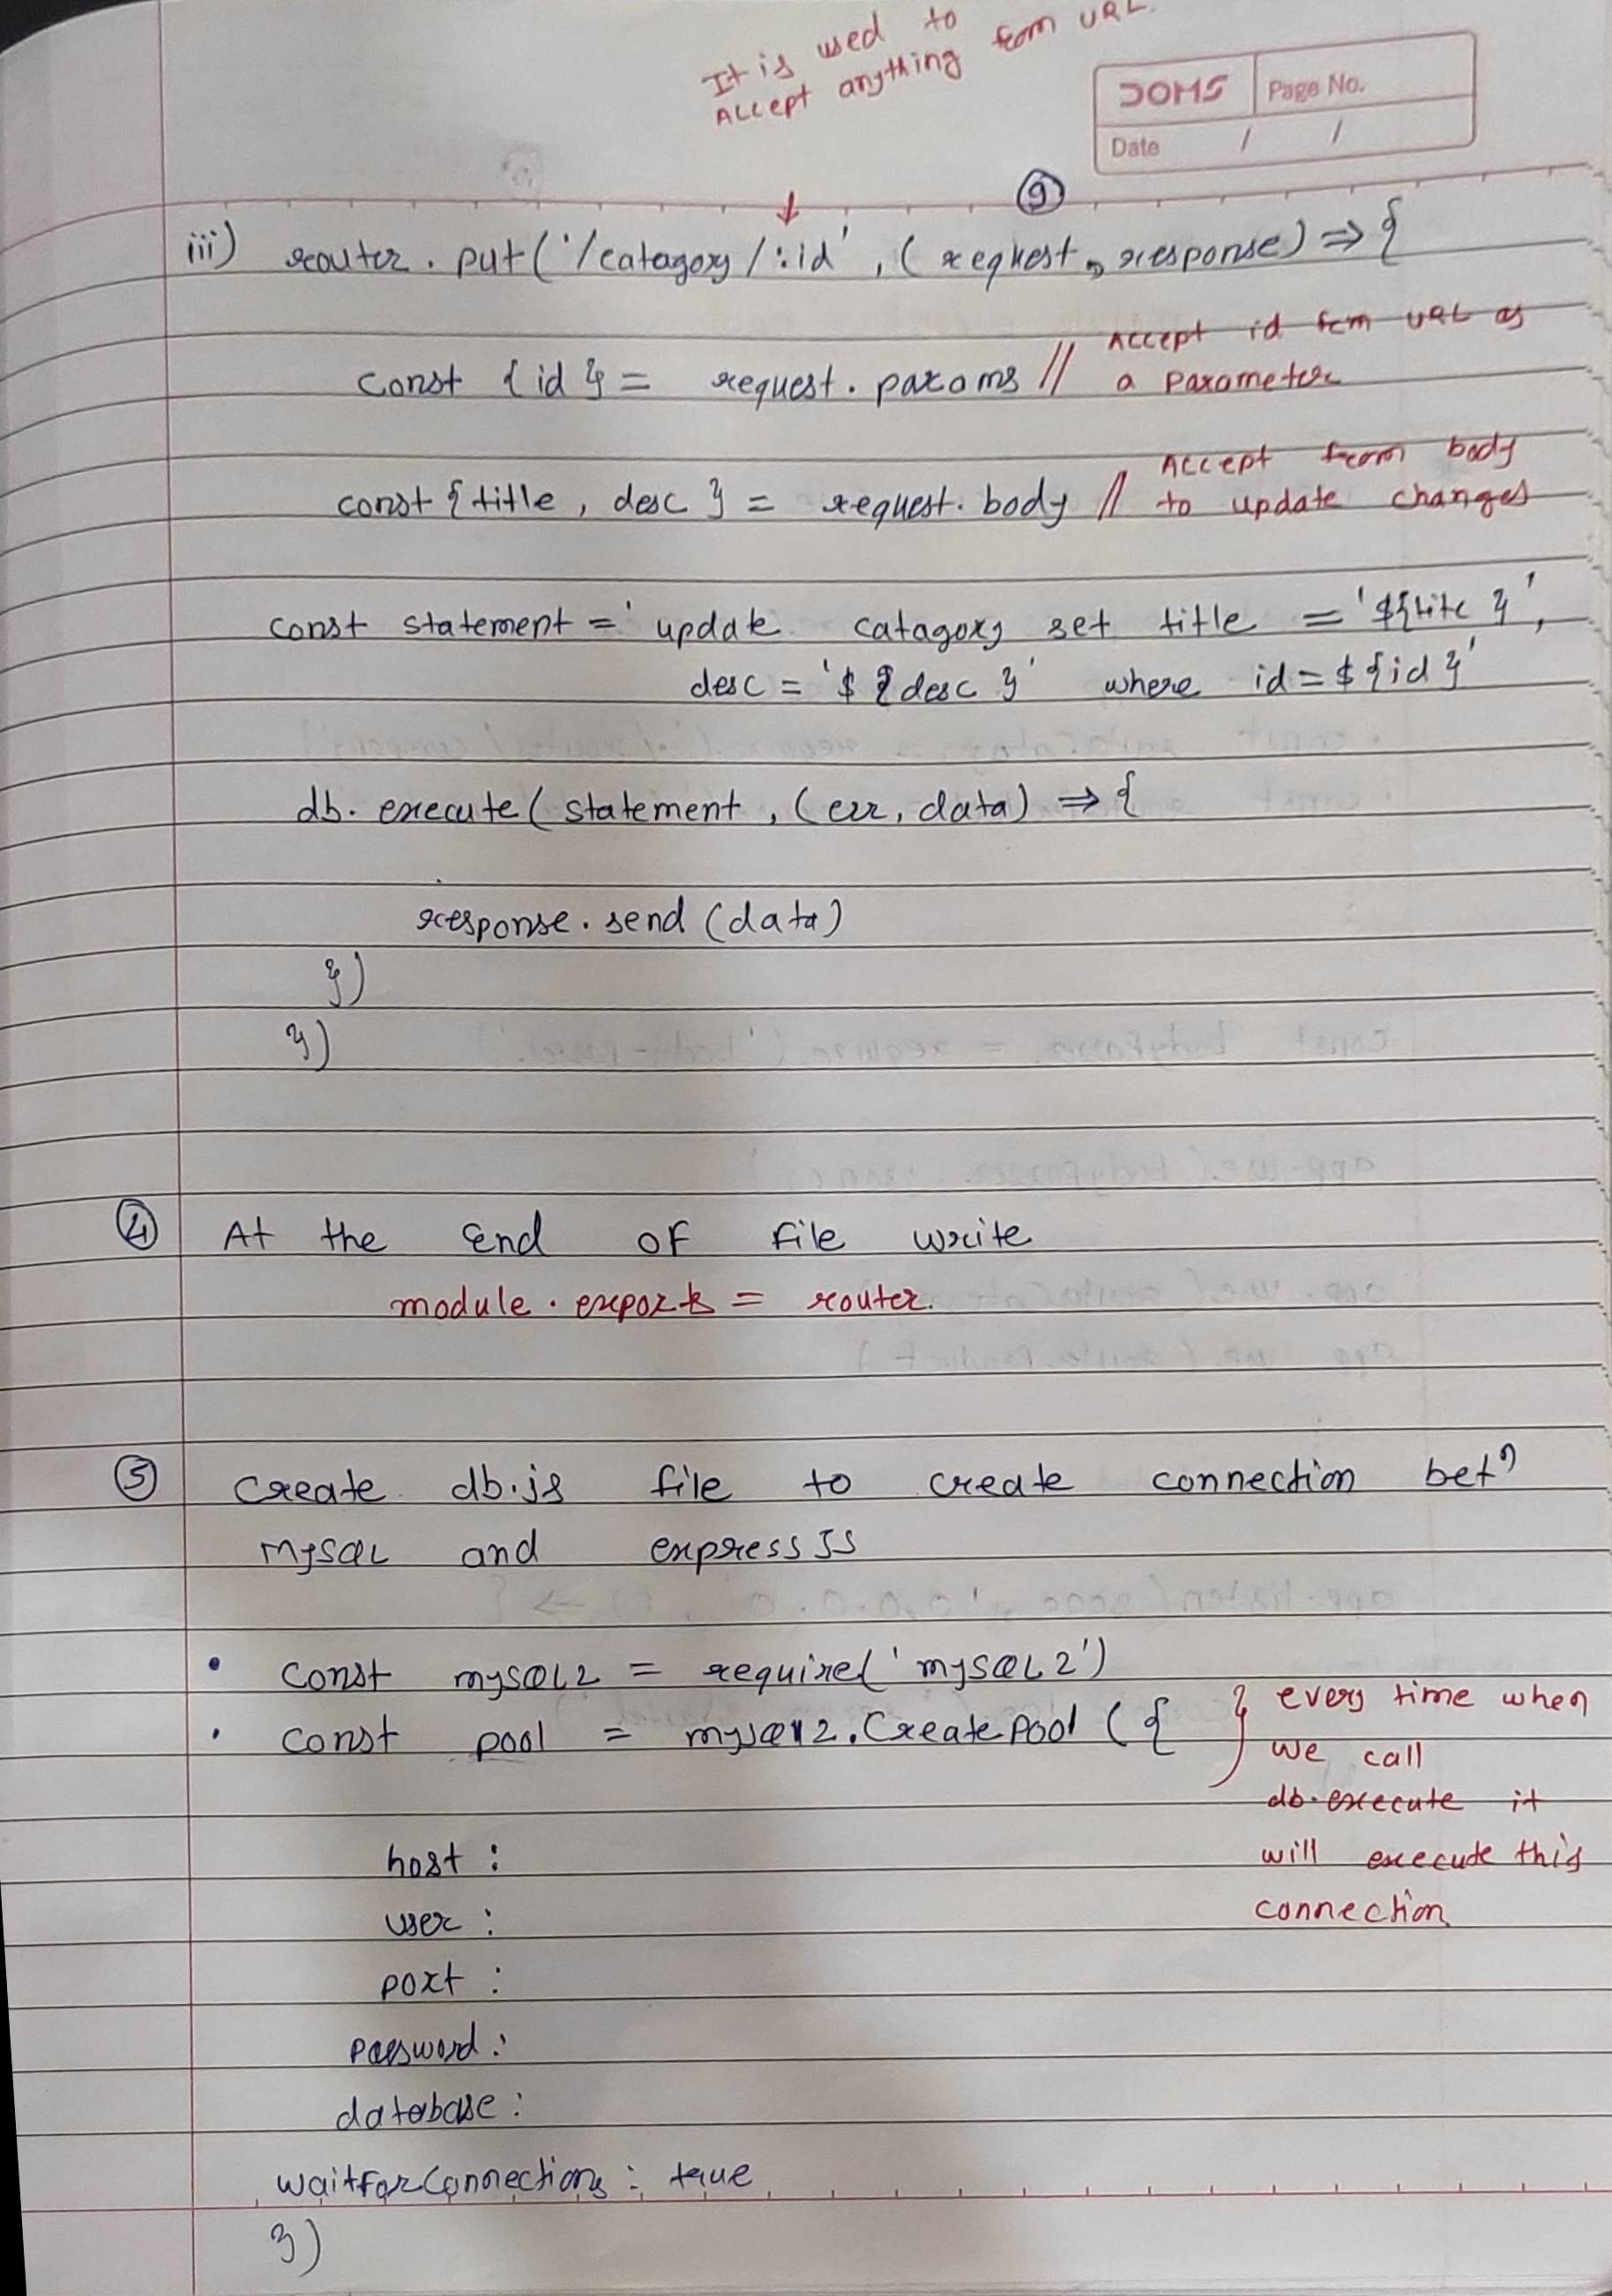 It is used to
Accept anything from URL.
DOMS Page No.
Date / /
9
iii) router.put('/catagory/:id', (request, response) => {
const {id} = request.params // Accept id from URL as
a parameter
const {title, desc} = request.body // Accept from body
to update changes
const statement = ' update catagory set title = '${title}',
desc = '${desc}' where id=${id}'
db.execute(statement, (err, data) => {
response.send(data)
})
})
4 At the End of file write
module.exports = router.
5 Create db.js file to create connection betn
MySQL and express JS
• const mysql2 = require('mysql2')
• const pool = mysql2.CreatePool({ } every time when
we call
db.execute it
host : will execute this
user : connection
port :
password :
database :
waitForConnections : true
})